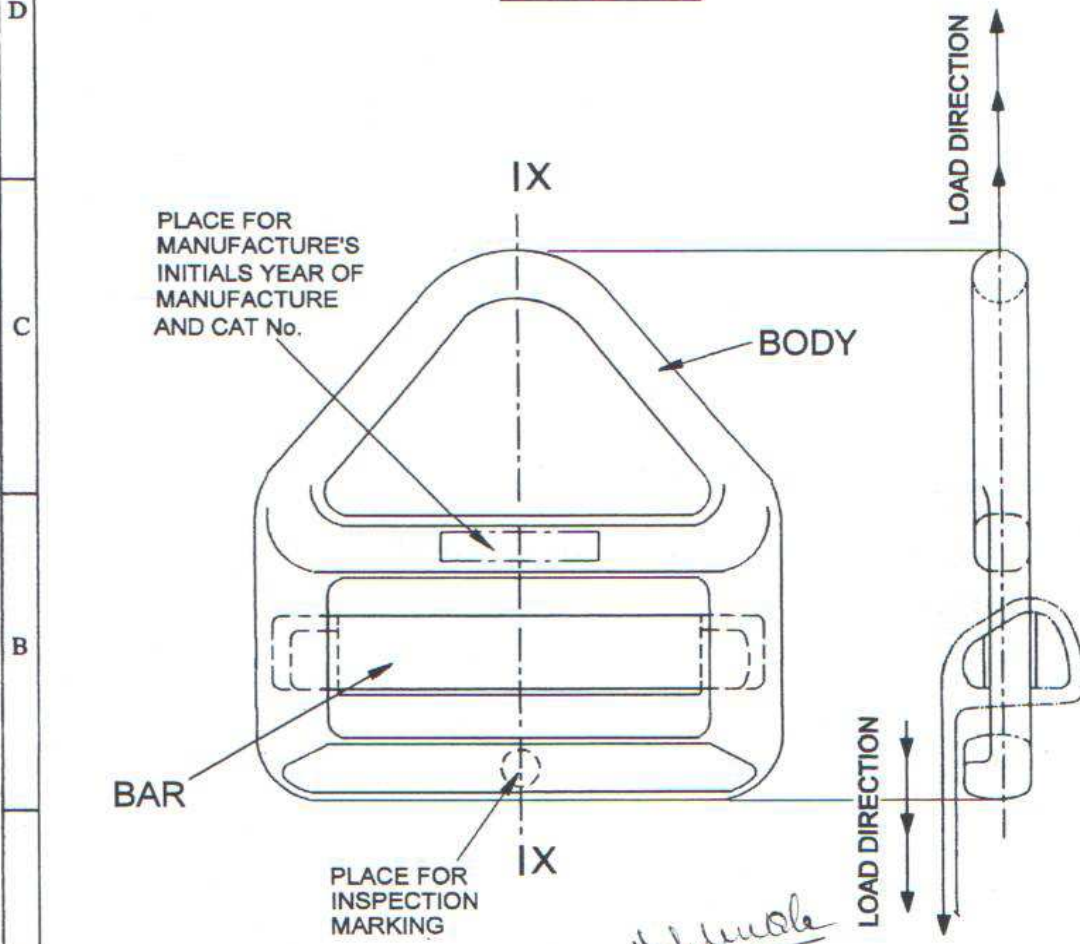 D
LOAD DIRECTION
IX
PLACE FOR
MANUFACTURE'S
INITIALS YEAR OF
MANUFACTURE
AND CAT No.
C
BODY
B
BAR
LOAD DIRECTION
IX
PLACE FOR
INSPECTION
MARKING